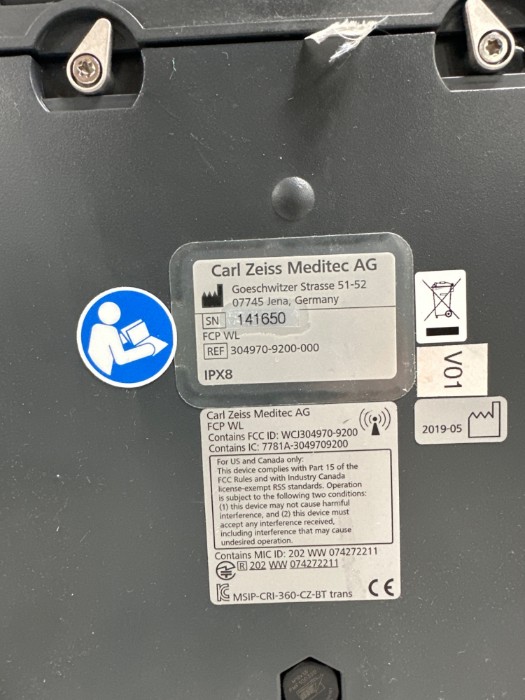 Carl Zeiss Meditec AG
Goeschwitzer Strasse 51-52
07745 Jena, Germany
SN 141650
FCP WL
REF 304970-9200-000
IPX8
V01
2019-05
Carl Zeiss Meditec AG
FCP WL
Contains FCC ID: WCJ304970-9200
Contains IC: 7781A-3049709200
For US and Canada only:
This device complies with Part 15 of the
FCC Rules and with Industry Canada
license-exempt RSS standards. Operation
is subject to the following two conditions:
(1) this device may not cause harmful
interference, and (2) this device must
accept any interference received,
including interference that may cause
undesired operation.
Contains MIC ID: 202 WW 074272211
R 202 WW 074272211
MSIP-CRI-360-CZ-BT trans CE